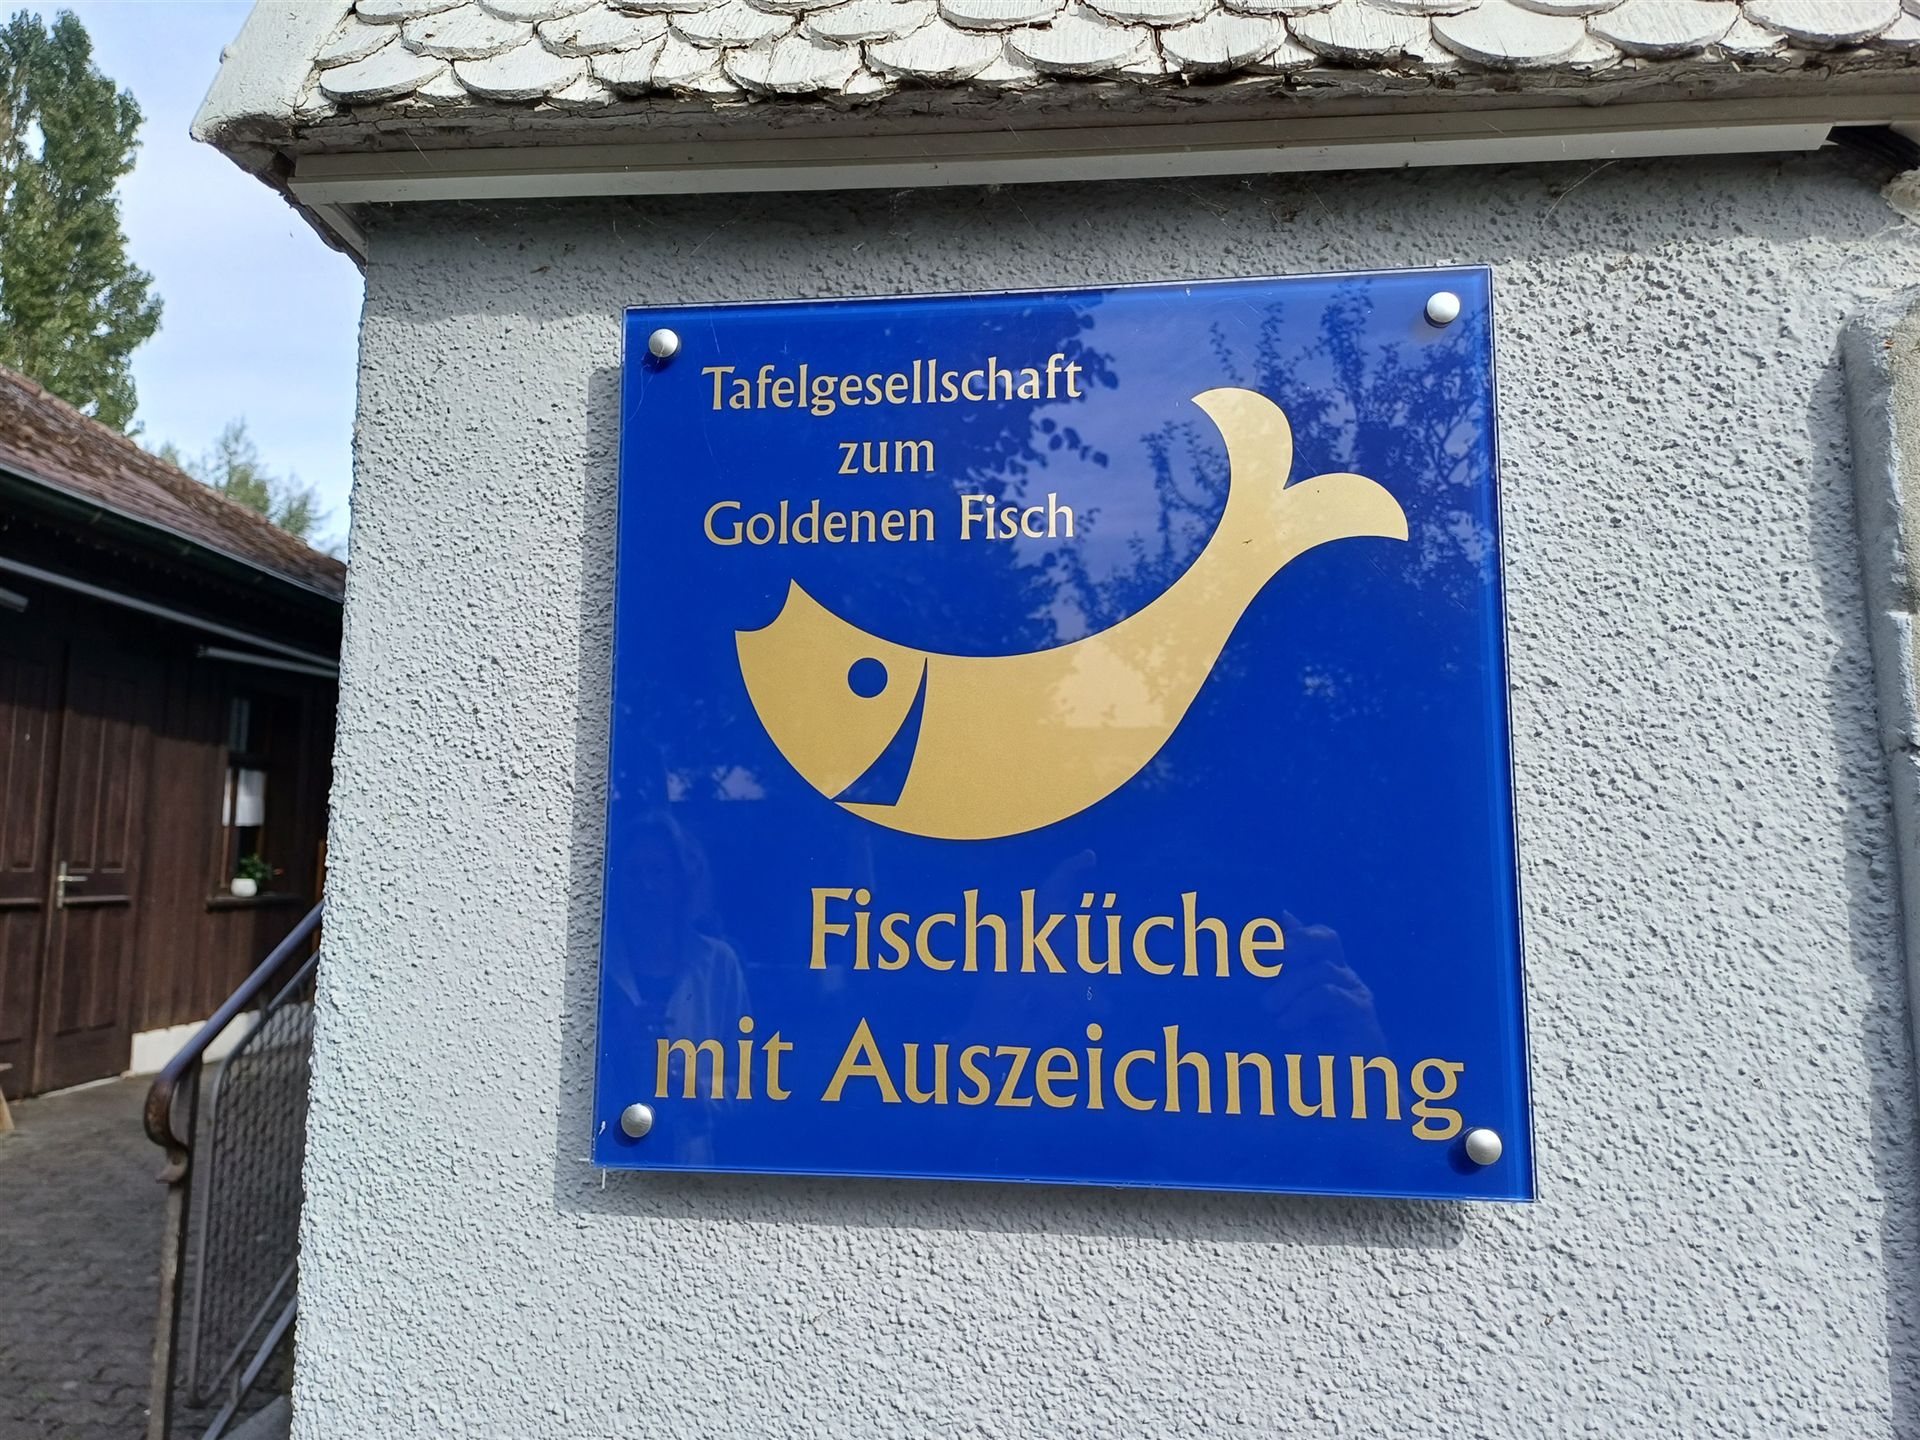 Tafelgesellschaft
zum
Goldenen Fisch
Fischküche
mit Auszeichnung